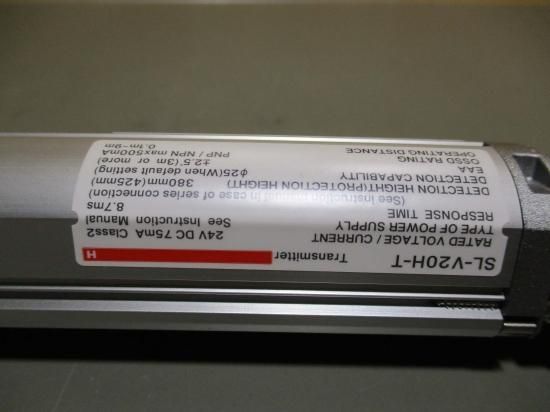 SL-V20H-T Transmitter H
RATED VOLTAGE / CURRENT 24V DC 75mA Class2
TYPE OF POWER SUPPLY See Instruction Manual
RESPONSE TIME 8.7ms
(See instruction manual in case of series connection)
DETECTION HEIGHT(PROTECTION HEIGHT) 380mm(425mm)
DETECTION CAPABILITY ⌀25(When default setting)
EAA ±2.5°(3m or more)
OSSD RATING PNP / NPN max500mA
OPERATING DISTANCE 0.1m~9m